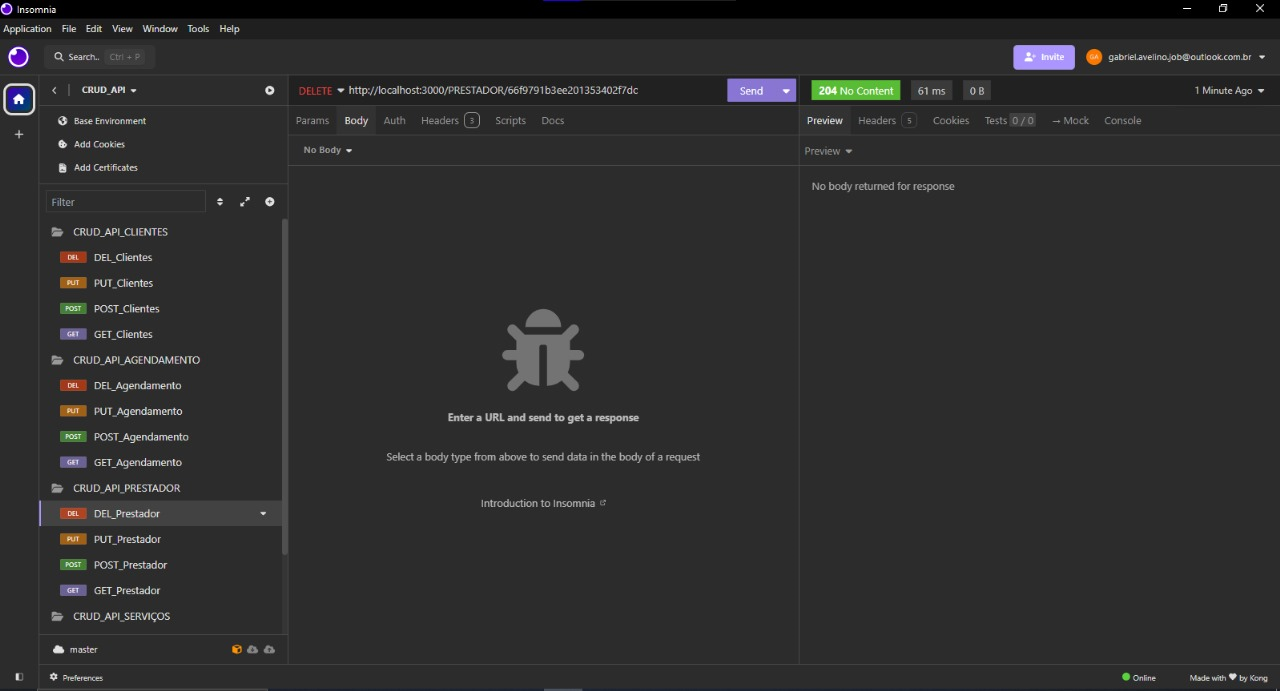 Insomnia
Application File Edit View Window Tools Help
Search.. Ctrl + P
Invite
GA gabriel.avelino.job@outlook.com.br
CRUD_API
DELETE http://localhost:3000/PRESTADOR/66f9791b3ee201353402f7dc
Send
204 No Content 61 ms 0 B
1 Minute Ago
Base Environment
Add Cookies
Add Certificates
Params Body Auth Headers 3 Scripts Docs
Preview Headers 5 Cookies Tests 0 / 0 → Mock Console
No Body
Preview
Filter
No body returned for response
CRUD_API_CLIENTES
DEL DEL_Clientes
PUT PUT_Clientes
POST POST_Clientes
GET GET_Clientes
CRUD_API_AGENDAMENTO
DEL DEL_Agendamento
PUT PUT_Agendamento
POST POST_Agendamento
GET GET_Agendamento
CRUD_API_PRESTADOR
DEL DEL_Prestador
PUT PUT_Prestador
POST POST_Prestador
GET GET_Prestador
CRUD_API_SERVIÇOS
Enter a URL and send to get a response
Select a body type from above to send data in the body of a request
Introduction to Insomnia
master
Preferences
Online
Made with ♥ by Kong